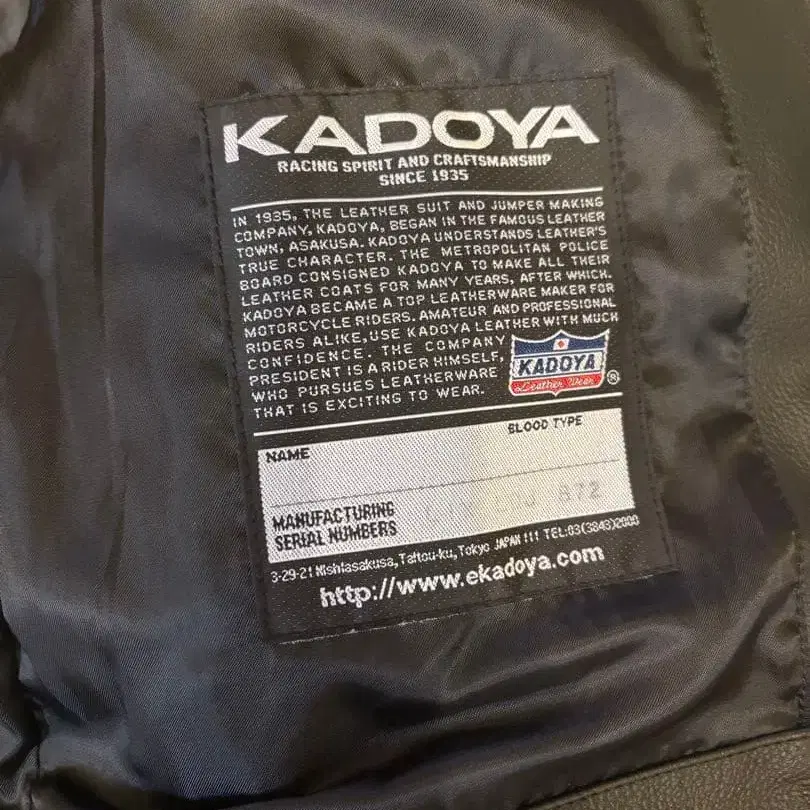 KADOYA
RACING SPIRIT AND CRAFTSMANSHIP
SINCE 1935
IN 1935, THE LEATHER SUIT AND JUMPER MAKING
COMPANY, KADOYA, BEGAN IN THE FAMOUS LEATHER
TOWN, ASAKUSA. KADOYA UNDERSTANDS LEATHER'S
TRUE CHARACTER. THE METROPOLITAN POLICE
BOARD CONSIGNED KADOYA TO MAKE ALL THEIR
LEATHER COATS FOR MANY YEARS, AFTER WHICH.
KADOYA BECAME A TOP LEATHERWARE MAKER FOR
MOTORCYCLE RIDERS. AMATEUR AND PROFESSIONAL
RIDERS ALIKE, USE KADOYA LEATHER WITH MUCH
CONFIDENCE. THE COMPANY
PRESIDENT IS A RIDER HIMSELF,
WHO PURSUES LEATHERWARE
THAT IS EXCITING TO WEAR.
KADOYA
Leather Wear ®
BLOOD TYPE
NAME
MANUFACTURING
SERIAL NUMBERS
872
3-29-21 Nishiasakusa, Taitou-ku, Tokyo JAPAN 111 TEL:03(3843)2000
http://www.ekadoya.com